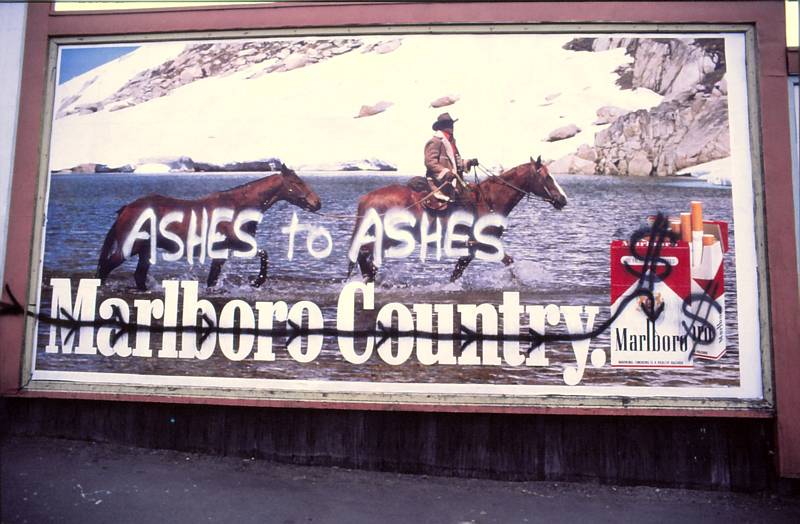 ASHES to ASHES
Marlboro Country.
$
$
Marlboro